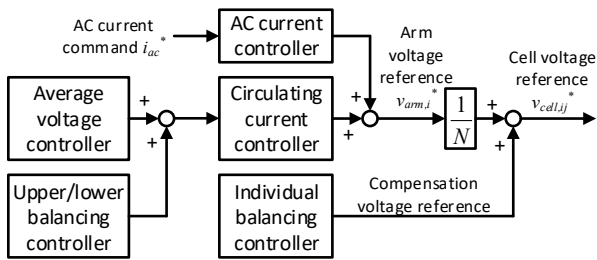 AC current
command i_ac*
AC current
controller
Arm
voltage
reference
v_arm,i*
Cell voltage
reference
v_cell,ij*
Average
voltage
controller
+
+
Circulating
current
controller
+
+
1
N
+
+
Upper/lower
balancing
controller
Individual
balancing
controller
Compensation
voltage reference